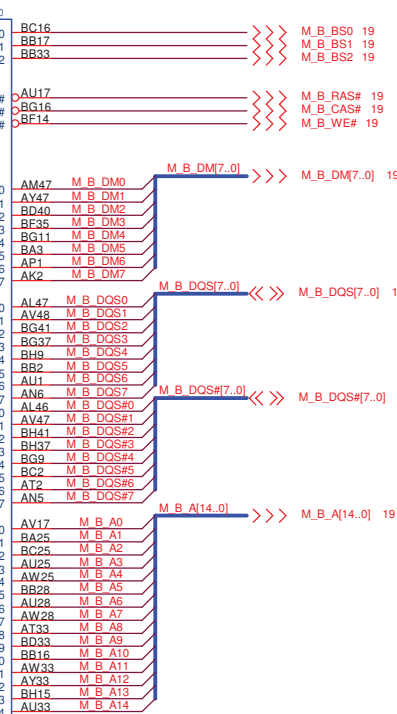 BC16 M_B_BS0 19
BB17 M_B_BS1 19
BB33 M_B_BS2 19
AU17 M_B_RAS# 19
BG16 M_B_CAS# 19
BF14 M_B_WE# 19
M_B_DM[7..0] M_B_DM[7..0] 19
AM47 M_B_DM0
AY47 M_B_DM1
BD40 M_B_DM2
BF35 M_B_DM3
BG11 M_B_DM4
BA3 M_B_DM5
AP1 M_B_DM6
AK2 M_B_DM7
M_B_DQS[7..0] M_B_DQS[7..0] 1
AL47 M_B_DQS0
AV48 M_B_DQS1
BG41 M_B_DQS2
BG37 M_B_DQS3
BH9 M_B_DQS4
BB2 M_B_DQS5
AU1 M_B_DQS6
AN6 M_B_DQS7
M_B_DQS#[7..0] M_B_DQS#[7..0]
AL46 M_B_DQS#0
AV47 M_B_DQS#1
BH41 M_B_DQS#2
BH37 M_B_DQS#3
BG9 M_B_DQS#4
BC2 M_B_DQS#5
AT2 M_B_DQS#6
AN5 M_B_DQS#7
M_B_A[14..0] M_B_A[14..0] 19
AV17 M_B_A0
BA25 M_B_A1
BC25 M_B_A2
AU25 M_B_A3
AW25 M_B_A4
BB28 M_B_A5
AU28 M_B_A6
AW28 M_B_A7
AT33 M_B_A8
BD33 M_B_A9
BB16 M_B_A10
AW33 M_B_A11
AY33 M_B_A12
BH15 M_B_A13
AU33 M_B_A14